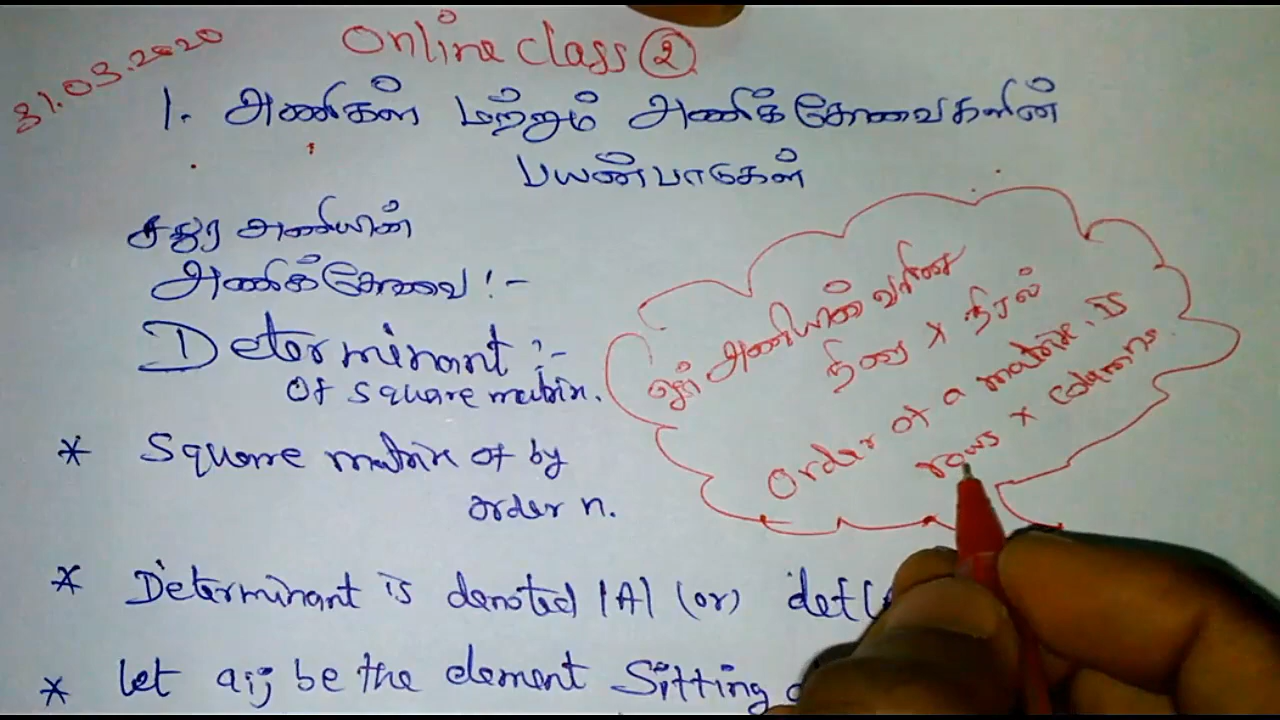 31.03.2020
Online class ②
1. அணிகள் மற்றும் அணிக்கோவைகளின்
பயன்பாடுகள்
சதுர அணியின்
அணிக்கோவை :-
Determinant :-
Of square matrix.
* Square matrix of by
order n.
* Determinant is denoted |A| (or) det(
* let aij be the element Sitting
ஓர் அணியின் வரிசை
நிரை × நிரல்
Order of a matrix is
rows × columns.